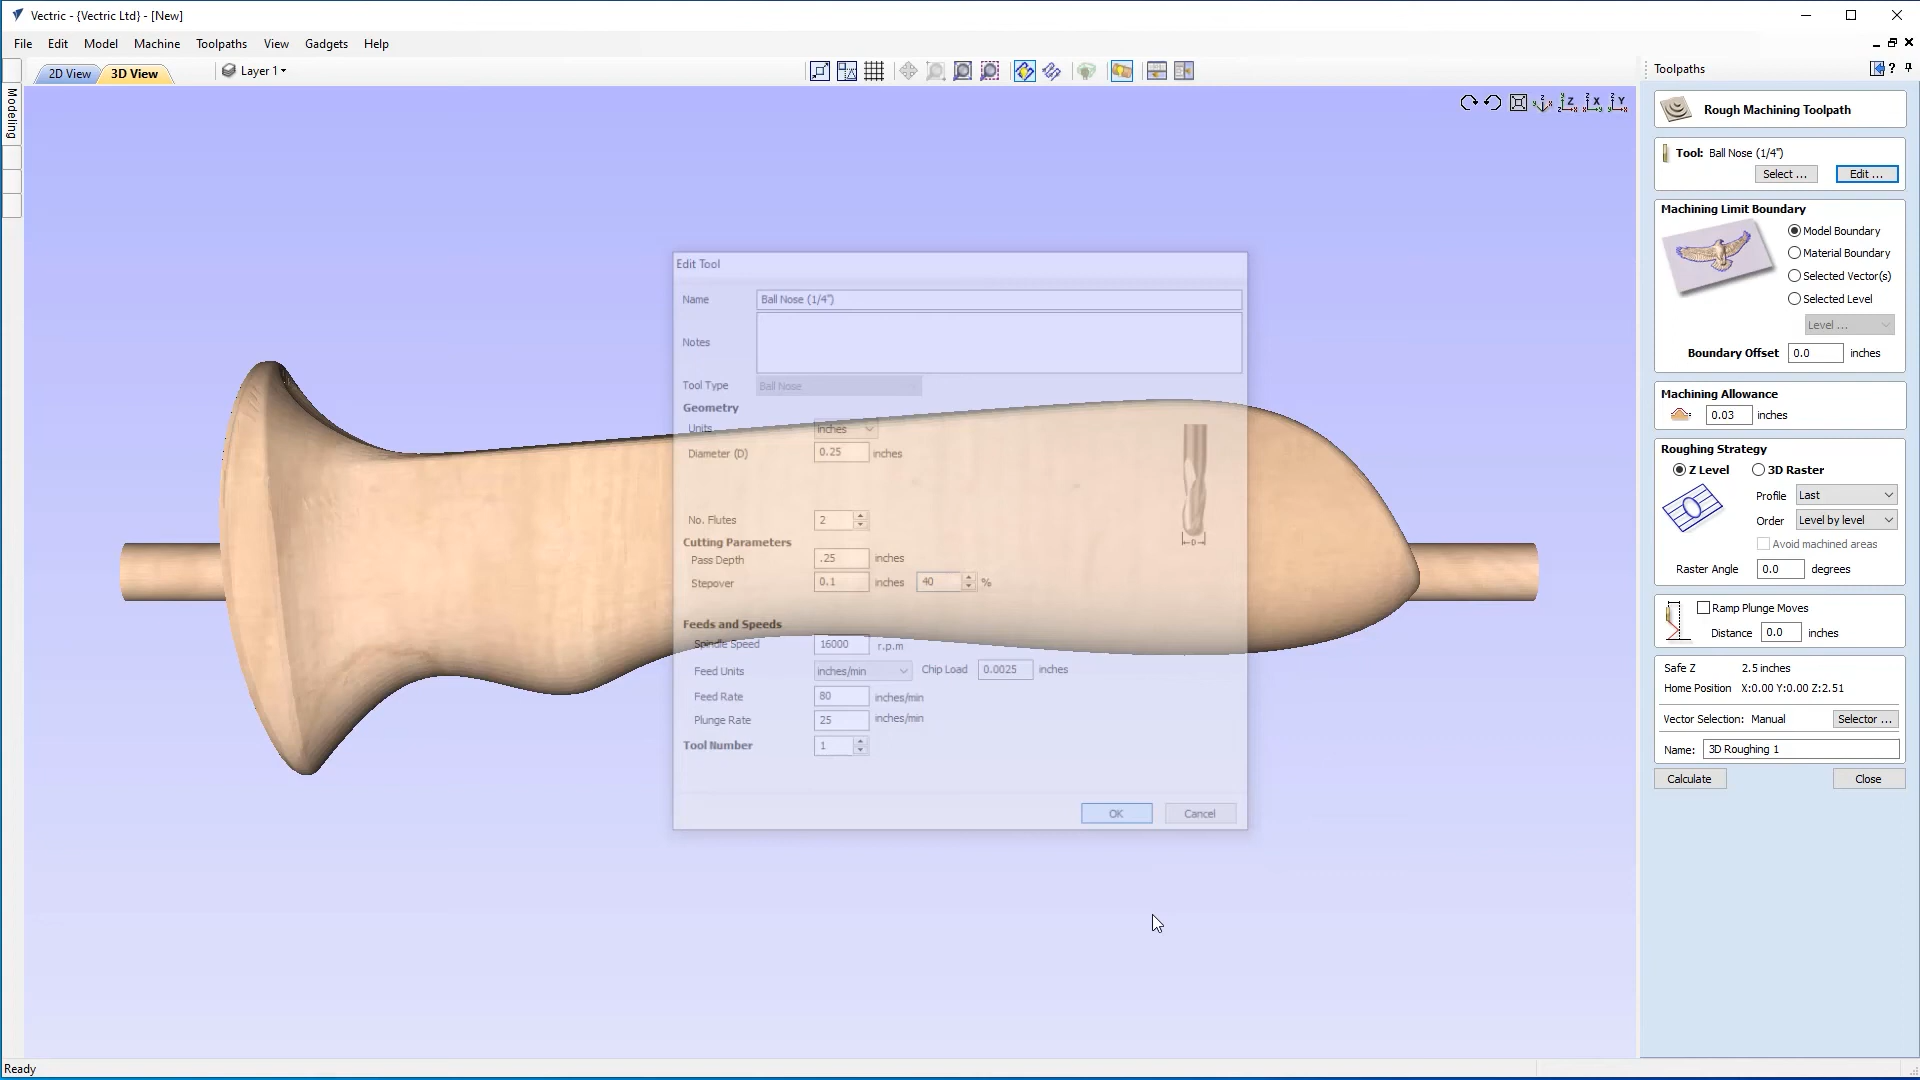 Vectric - {Vectric Ltd} - [New]
File Edit Model Machine Toolpaths View Gadgets Help
2D View 3D View Layer 1
Modeling
Toolpaths
Rough Machining Toolpath
Tool: Ball Nose (1/4")
Select ... Edit ...
Machining Limit Boundary
Model Boundary
Material Boundary
Selected Vector(s)
Selected Level
Level ...
Boundary Offset 0.0 inches
Machining Allowance
0.03 inches
Roughing Strategy
Z Level 3D Raster
Profile Last
Order Level by level
Avoid machined areas
Raster Angle 0.0 degrees
Ramp Plunge Moves
Distance 0.0 inches
Safe Z 2.5 inches
Home Position X:0.00 Y:0.00 Z:2.51
Vector Selection: Manual Selector ...
Name: 3D Roughing 1
Calculate Close
Edit Tool
Name Ball Nose (1/4")
Notes
Tool Type Ball Nose
Geometry
Units inches
Diameter (D) 0.25 inches
No. Flutes 2
D
Cutting Parameters
Pass Depth .25 inches
Stepover 0.1 inches 40 %
Feeds and Speeds
Spindle Speed 16000 r.p.m
Feed Units inches/min Chip Load 0.0025 inches
Feed Rate 80 inches/min
Plunge Rate 25 inches/min
Tool Number 1
OK Cancel
Ready